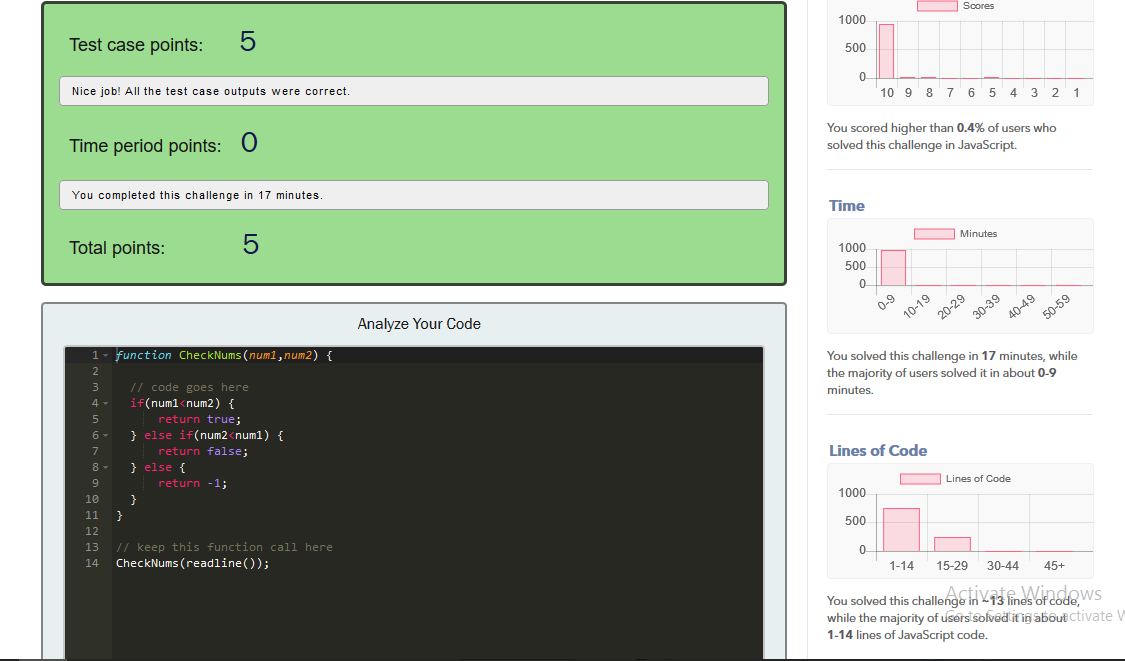 Test case points: 5
Nice job! All the test case outputs were correct.
Time period points: 0
You completed this challenge in 17 minutes.
Total points: 5
Analyze Your Code
1 function CheckNums(num1,num2) {
2
3 // code goes here
4 if(num1<num2) {
5 return true;
6 } else if(num2<num1) {
7 return false;
8 } else {
9 return -1;
10 }
11 }
12
13 // keep this function call here
14 CheckNums(readline());
Scores
1000
500
0
10 9 8 7 6 5 4 3 2 1
You scored higher than 0.4% of users who
solved this challenge in JavaScript.
Time
Minutes
1000
500
0
0-9 10-19 20-29 30-39 40-49 50-59
You solved this challenge in 17 minutes, while
the majority of users solved it in about 0-9
minutes.
Lines of Code
Lines of Code
1000
500
0
1-14 15-29 30-44 45+
Activate Windows
You solved this challenge in ~13 lines of code,
Go to Settings to activate W
while the majority of users solved it in about
1-14 lines of JavaScript code.